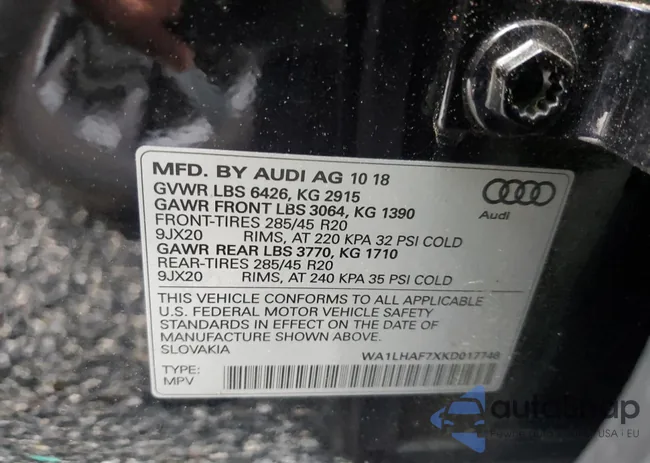 MFD. BY AUDI AG 10 18
GVWR LBS 6426, KG 2915
GAWR FRONT LBS 3064, KG 1390
FRONT-TIRES 285/45 R20
9JX20 RIMS, AT 220 KPA 32 PSI COLD
GAWR REAR LBS 3770, KG 1710
REAR-TIRES 285/45 R20
9JX20 RIMS, AT 240 KPA 35 PSI COLD
Audi
THIS VEHICLE CONFORMS TO ALL APPLICABLE
U.S. FEDERAL MOTOR VEHICLE SAFETY
STANDARDS IN EFFECT ON THE DATE OF
MANUFACTURE SHOWN ABOVE.
SLOVAKIA WA1LHAF7XKD017748
TYPE:
MPV
USA | EU